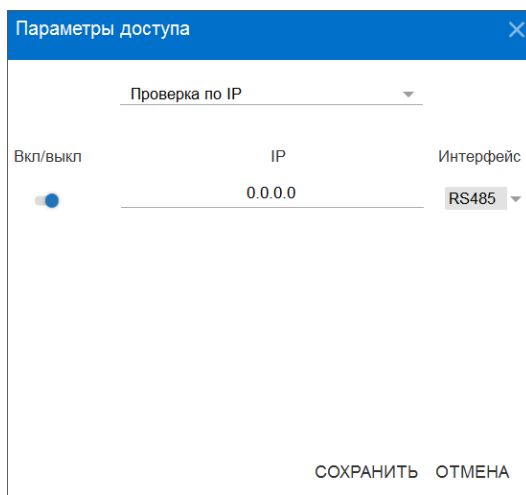 Параметры доступа
Проверка по IP
Вкл/выкл IP Интерфейс
0.0.0.0 RS485
СОХРАНИТЬ ОТМЕНА